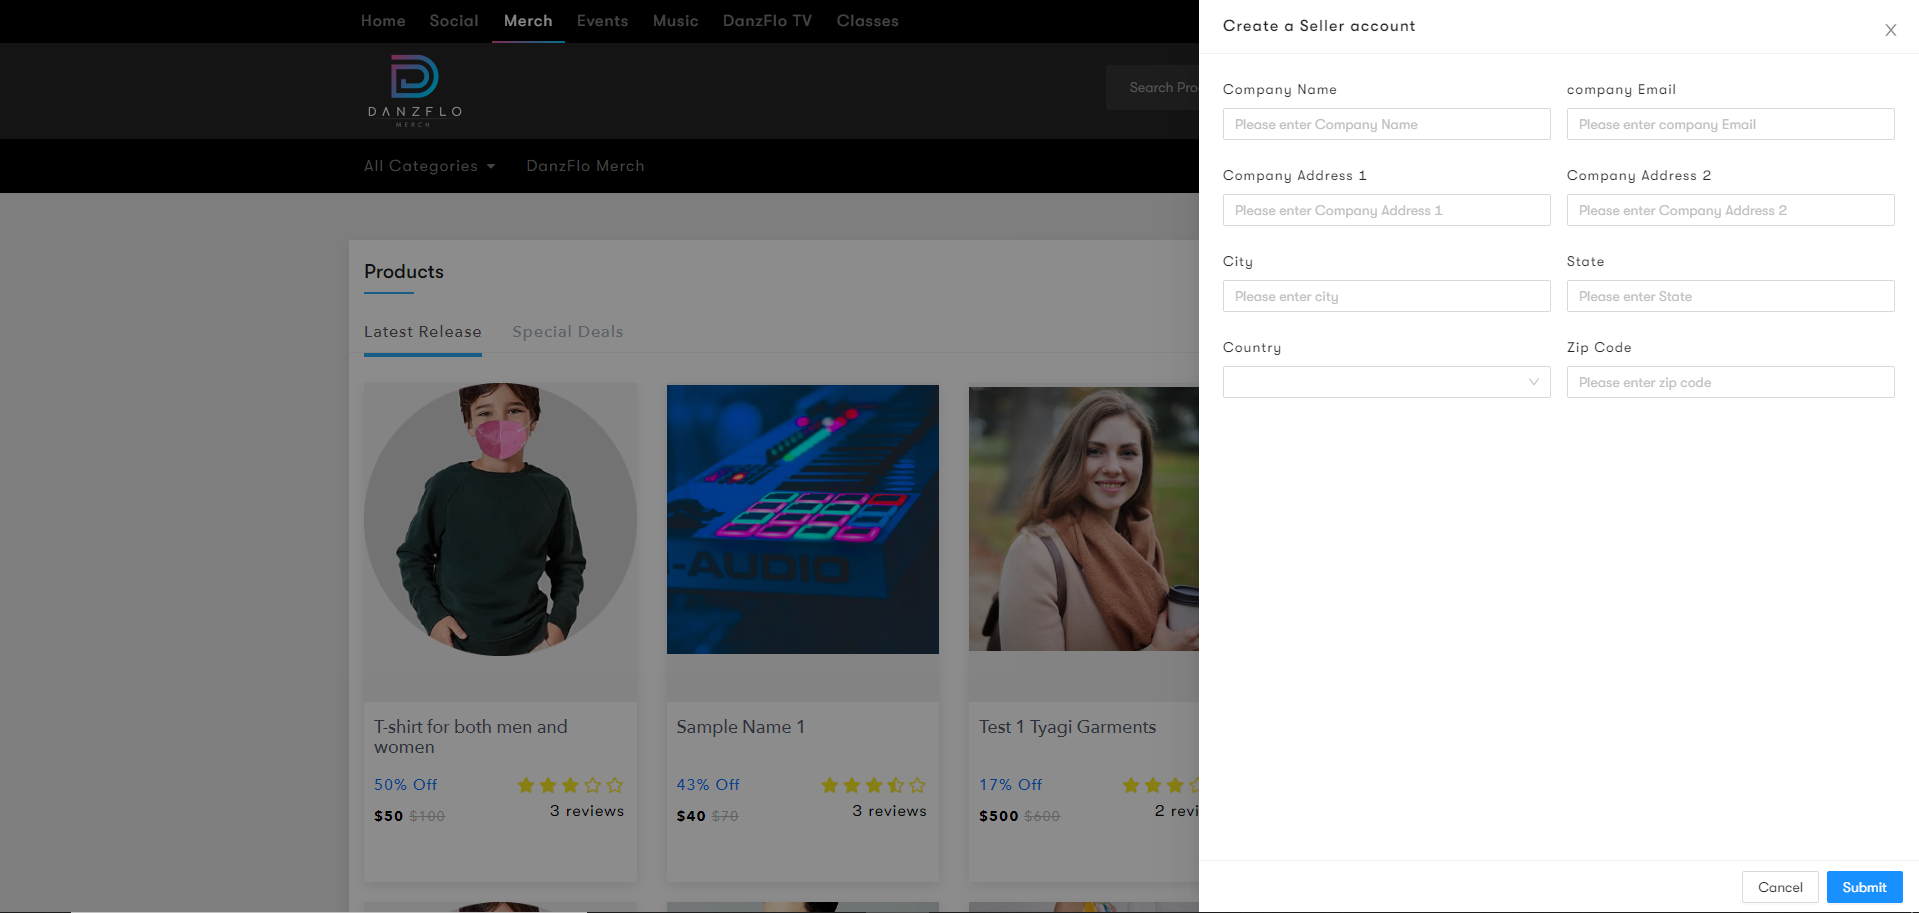 Home Social Merch Events Music DanzFlo TV Classes
DANZFLO
MERCH
Search Pro
All Categories DanzFlo Merch
Products
Latest Release Special Deals
-AUDIO
T-shirt for both men and
women
50% Off
3 reviews
$50 $100
Sample Name 1
43% Off
3 reviews
$40 $70
Test 1 Tyagi Garments
17% Off
2 revi
$500 $600
Create a Seller account
Company Name
Please enter Company Name
company Email
Please enter company Email
Company Address 1
Please enter Company Address 1
Company Address 2
Please enter Company Address 2
City
Please enter city
State
Please enter State
Country
Zip Code
Please enter zip code
Cancel Submit